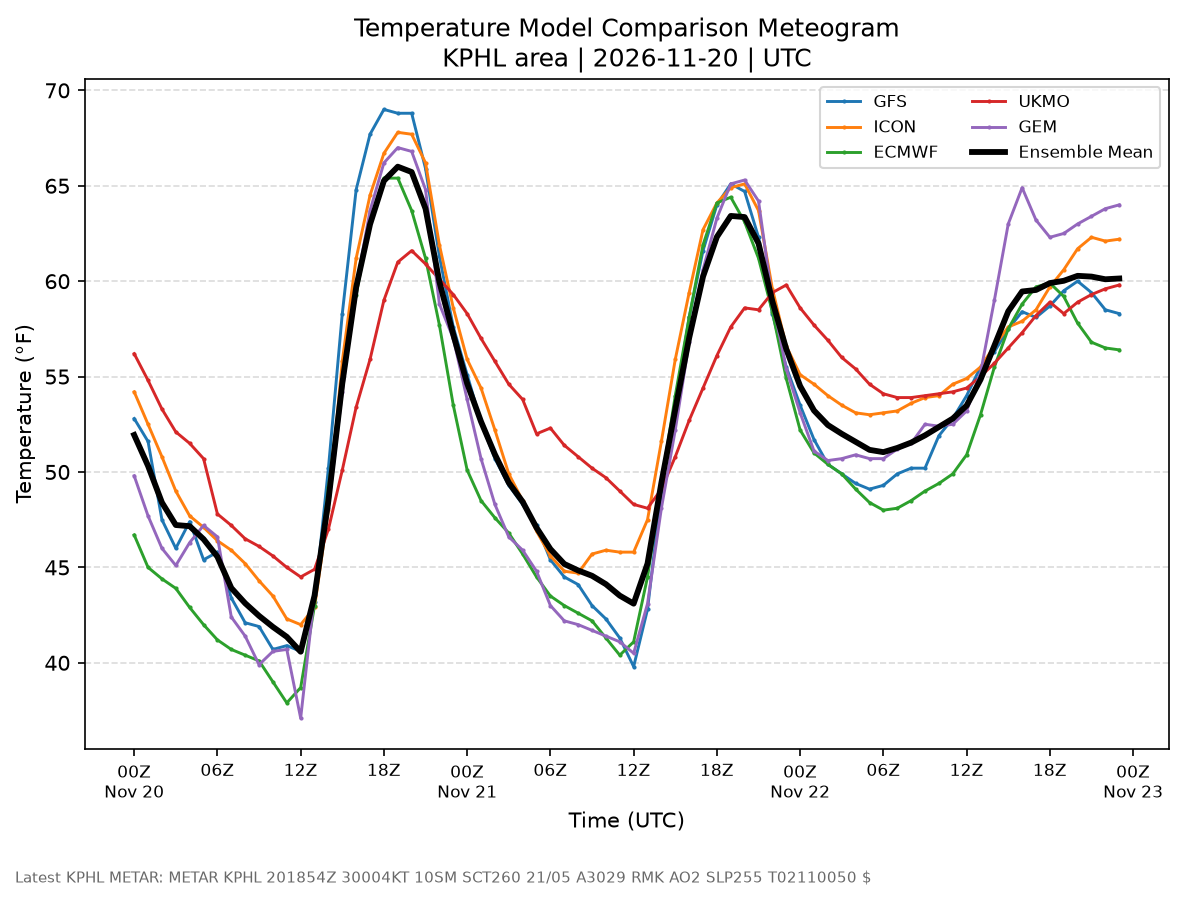 Temperature Model Comparison Meteogram
KPHL area | 2026-11-20 | UTC
70
65
60
55
50
45
40
Temperature (°F)
GFS
ICON
ECMWF
UKMO
GEM
Ensemble Mean
00Z
Nov 20
06Z
12Z
18Z
00Z
Nov 21
06Z
12Z
18Z
00Z
Nov 22
06Z
12Z
18Z
00Z
Nov 23
Time (UTC)
Latest KPHL METAR: METAR KPHL 201854Z 30004KT 10SM SCT260 21/05 A3029 RMK AO2 SLP255 T02110050 $